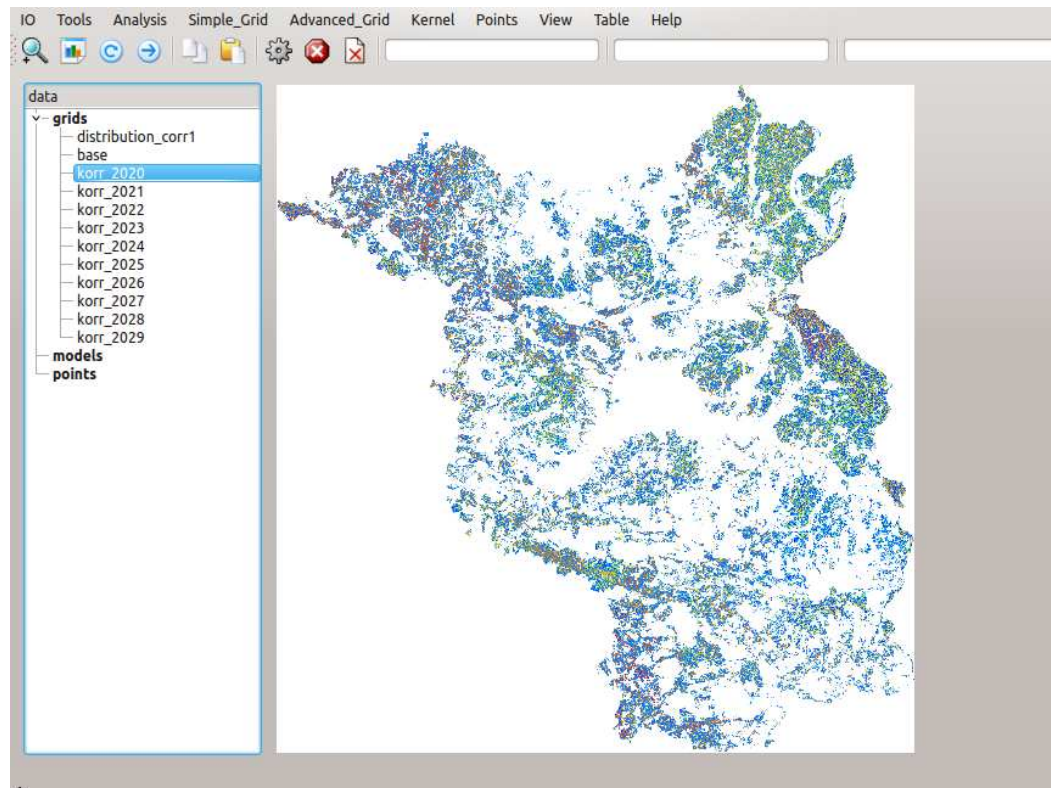 IO Tools Analysis Simple_Grid Advanced_Grid Kernel Points View Table Help
data
grids
distribution_corr1
base
korr_2020
korr_2021
korr_2022
korr_2023
korr_2024
korr_2025
korr_2026
korr_2027
korr_2028
korr_2029
models
points